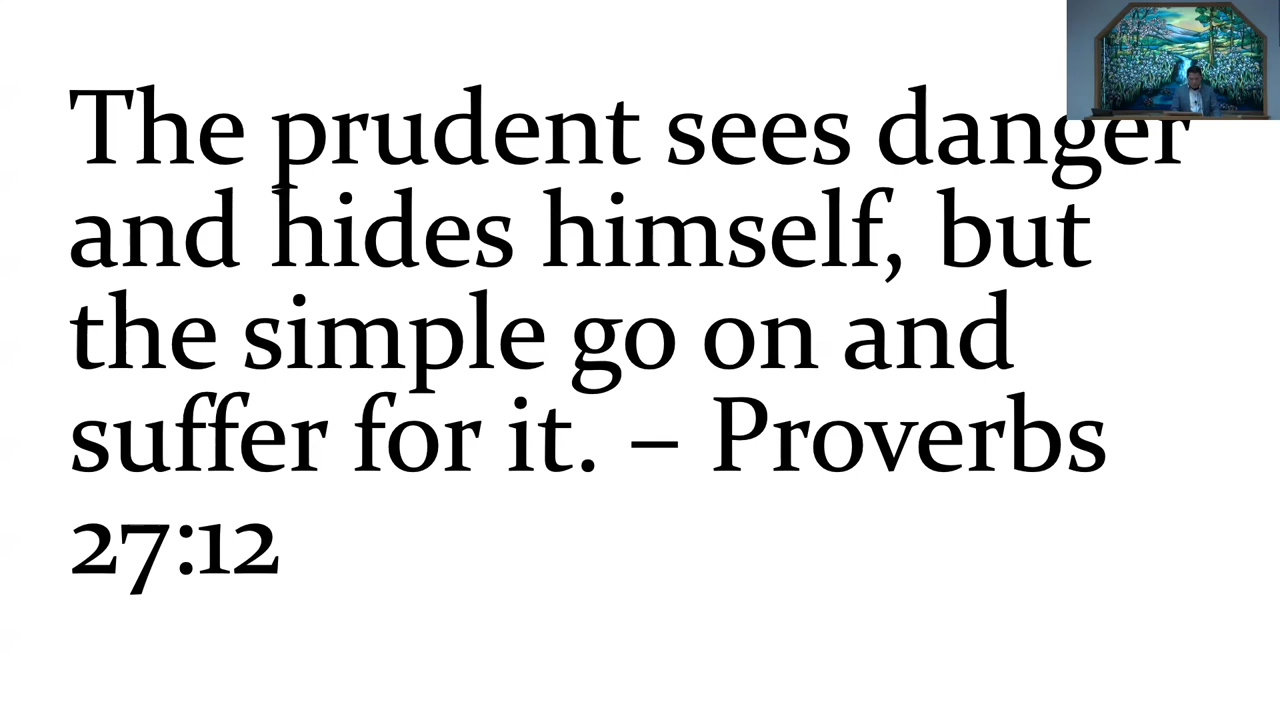 The prudent sees danger
and hides himself, but
the simple go on and
suffer for it. – Proverbs
27:12